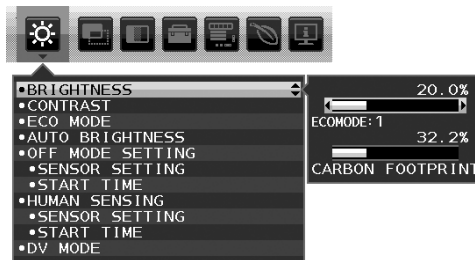 •BRIGHTNESS
•CONTRAST
•ECO MODE
•AUTO BRIGHTNESS
•OFF MODE SETTING
•SENSOR SETTING
•START TIME
•HUMAN SENSING
•SENSOR SETTING
•START TIME
•DV MODE
20.0%
ECOMODE:1
32.2%
CARBON FOOTPRINT